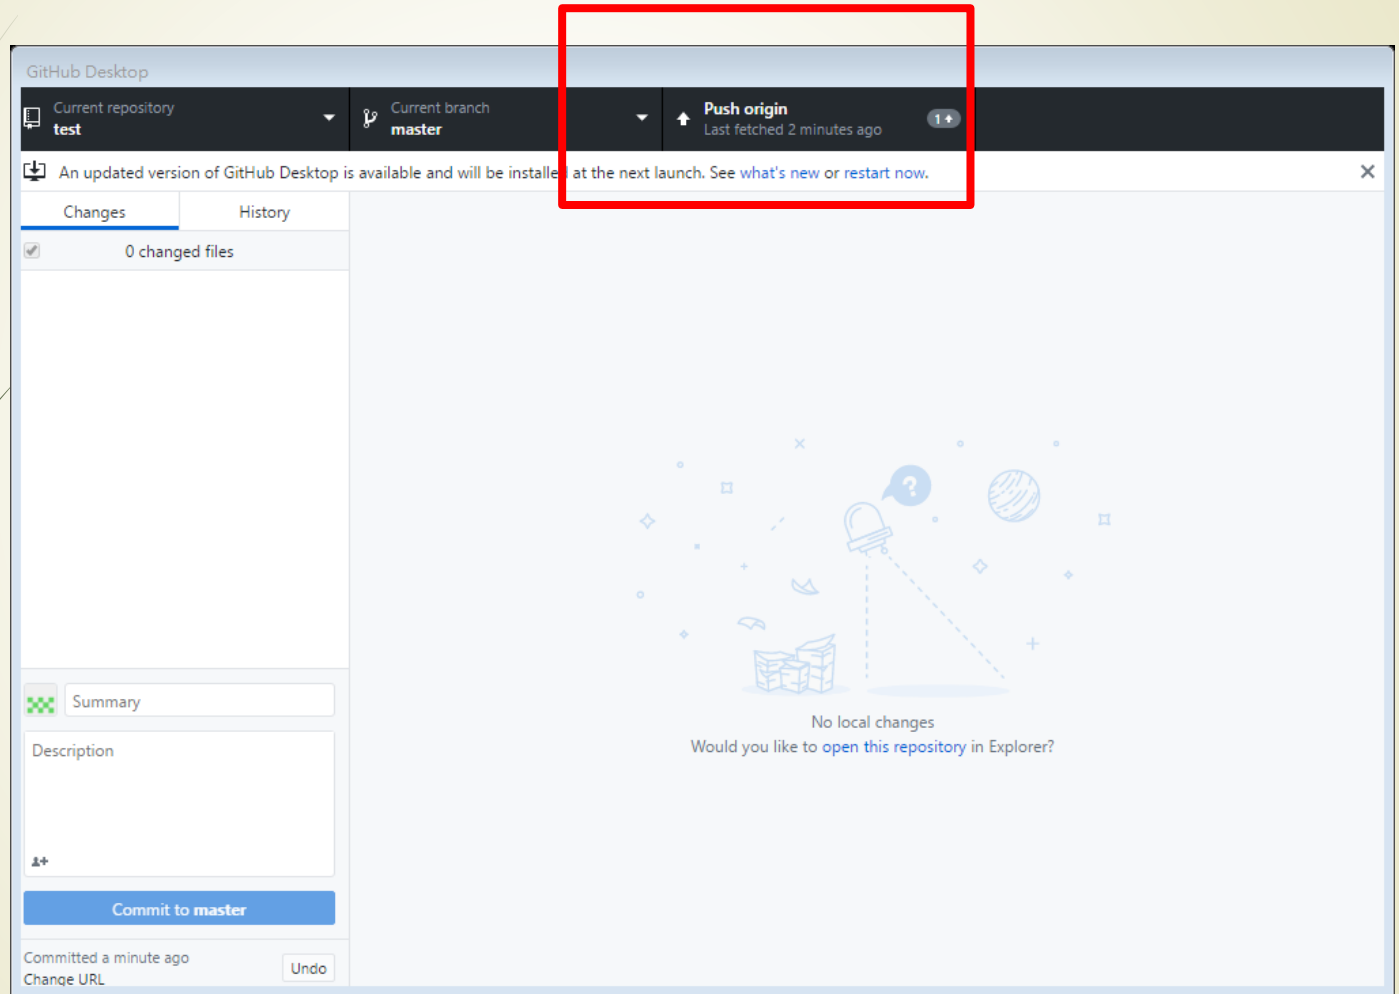 GitHub Desktop
Current repository
test
Current branch
master
Push origin
Last fetched 2 minutes ago
1
An updated version of GitHub Desktop is available and will be installed at the next launch. See what's new or restart now.
Changes
History
0 changed files
?
No local changes
Would you like to open this repository in Explorer?
Summary
Description
Commit to master
Committed a minute ago
Change URL
Undo